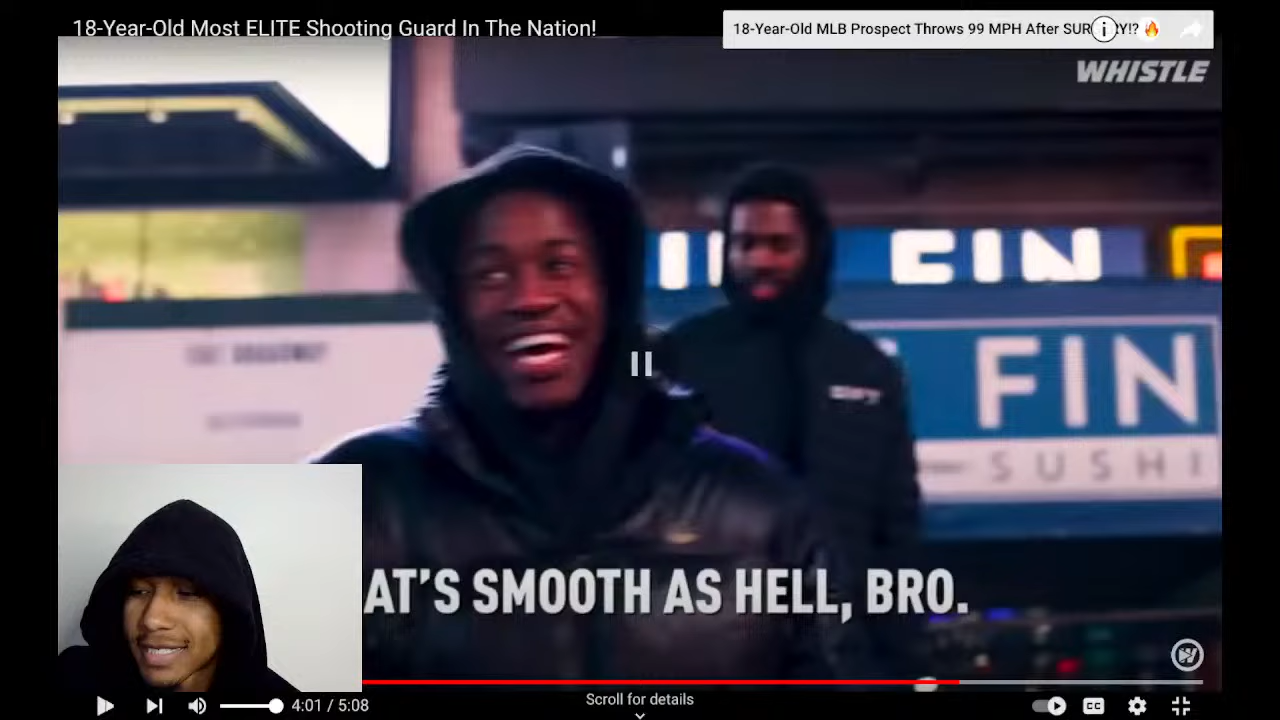 18-Year-Old Most ELITE Shooting Guard In The Nation!
18-Year-Old MLB Prospect Throws 99 MPH After SUR Y!? 🔥
WHISTLE
FIN
FIN
SUSHI
AT'S SMOOTH AS HELL, BRO.
4:01 / 5:08
Scroll for details
CC